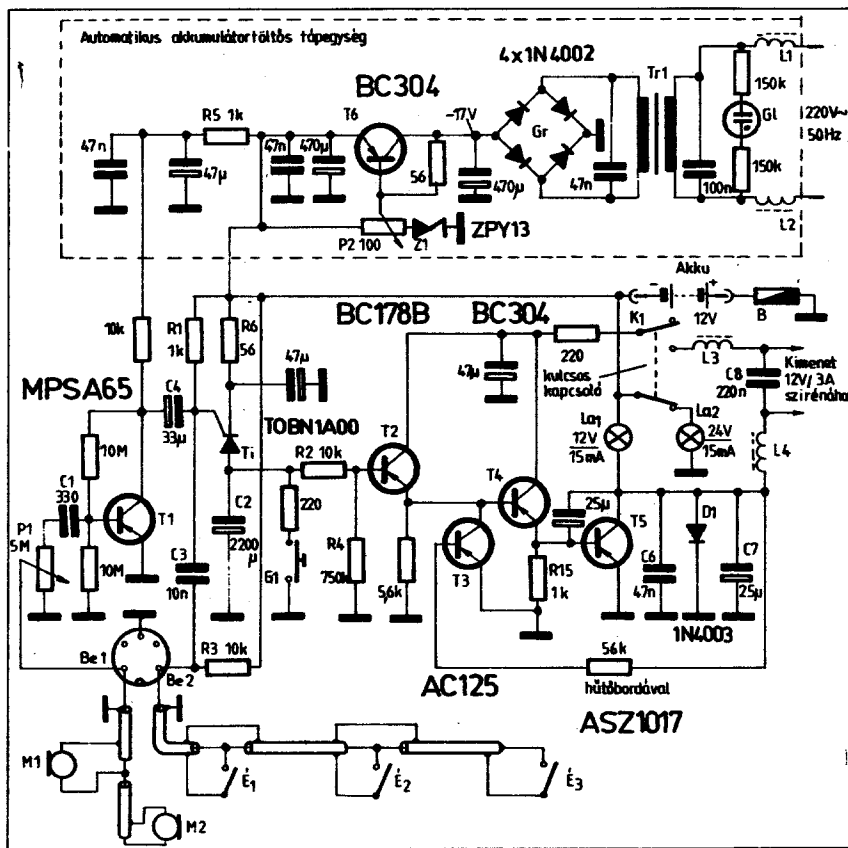 Automatikus akkumulátortöltős tápegység
4x1N4002
BC304
L1
Tr1
150k
Gl
220V~
50Hz
R5 1k
T6
-17V
47n
47µ
47n
470µ
56
470µ
Gr
47n
100n
150k
L2
P2 100
Z1
ZPY13
Akku
- +
12V
B
BC178B
BC304
K1
10k
R1
1k
R6
56
47µ
47µ
220
kulcsos
kapcsoló
L3
C8
220n
Kimenet
12V/3A
szirénához
MPSA65
C4
33µ
Ti
TOBN1A00
La1
12V
15mA
La2
24V
15mA
L4
10M
R2 10k
T2
T4
C1
330
T1
C2
2200
µ
220
25µ
T5
D1
P1
5M
10M
C3
10n
G1
R4
750k
5,6k
T3
R15
1k
C6
47n
C7
25µ
1N4003
Be1
Be2
R3 10k
56k
hűtőbordával
AC125
ASZ1017
M1
É1
É2
É3
M2